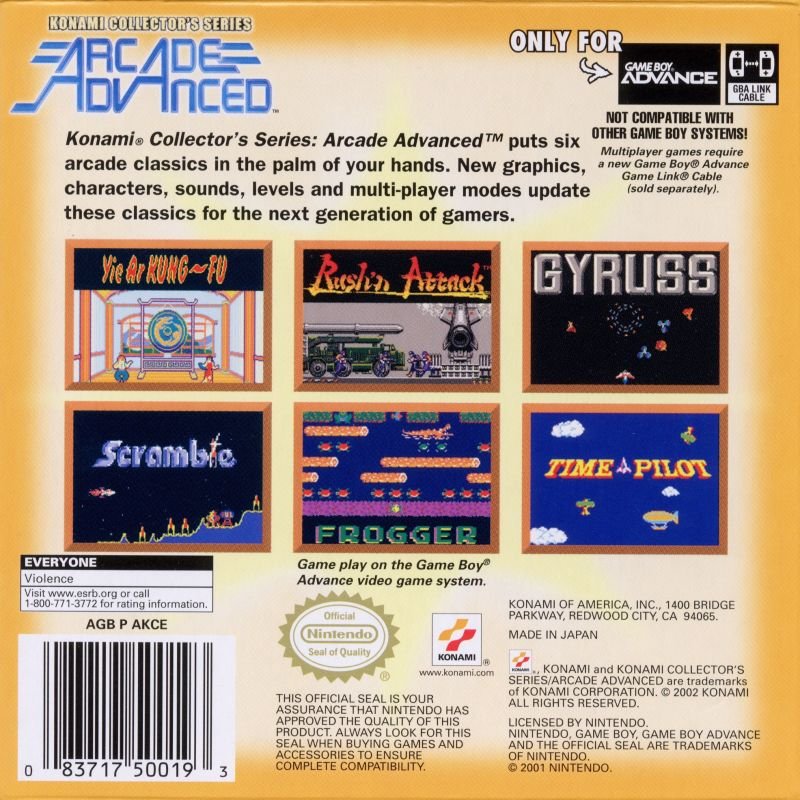 KONAMI COLLECTOR'S SERIES
ARCADE
ADVANCED™
ONLY FOR
GAME BOY
ADVANCE
GBA LINK
CABLE
NOT COMPATIBLE WITH
OTHER GAME BOY SYSTEMS!
Multiplayer games require
a new Game Boy® Advance
Game Link® Cable
(sold separately).
Konami® Collector's Series: Arcade Advanced™ puts six
arcade classics in the palm of your hands. New graphics,
characters, sounds, levels and multi-player modes update
these classics for the next generation of gamers.
Yie Ar KUNG~FU
Rush'n Attack™
GYRUSS
Scramble
FROGGER
TIME PILOT
Game play on the Game Boy®
Advance video game system.
EVERYONE
Violence
Visit www.esrb.org or call
1-800-771-3772 for rating information.
AGB P AKCE
0 83717 50019 3
Official
Nintendo
Seal of Quality
®
KONAMI®
www.konami.com
THIS OFFICIAL SEAL IS YOUR
ASSURANCE THAT NINTENDO HAS
APPROVED THE QUALITY OF THIS
PRODUCT. ALWAYS LOOK FOR THIS
SEAL WHEN BUYING GAMES AND
ACCESSORIES TO ENSURE
COMPLETE COMPATIBILITY.
KONAMI OF AMERICA, INC., 1400 BRIDGE
PARKWAY, REDWOOD CITY, CA 94065.
MADE IN JAPAN
KONAMI®, KONAMI and KONAMI COLLECTOR'S
SERIES/ARCADE ADVANCED are trademarks
of KONAMI CORPORATION. © 2002 KONAMI
ALL RIGHTS RESERVED.
LICENSED BY NINTENDO.
NINTENDO, GAME BOY, GAME BOY ADVANCE
AND THE OFFICIAL SEAL ARE TRADEMARKS
OF NINTENDO.
© 2001 NINTENDO.